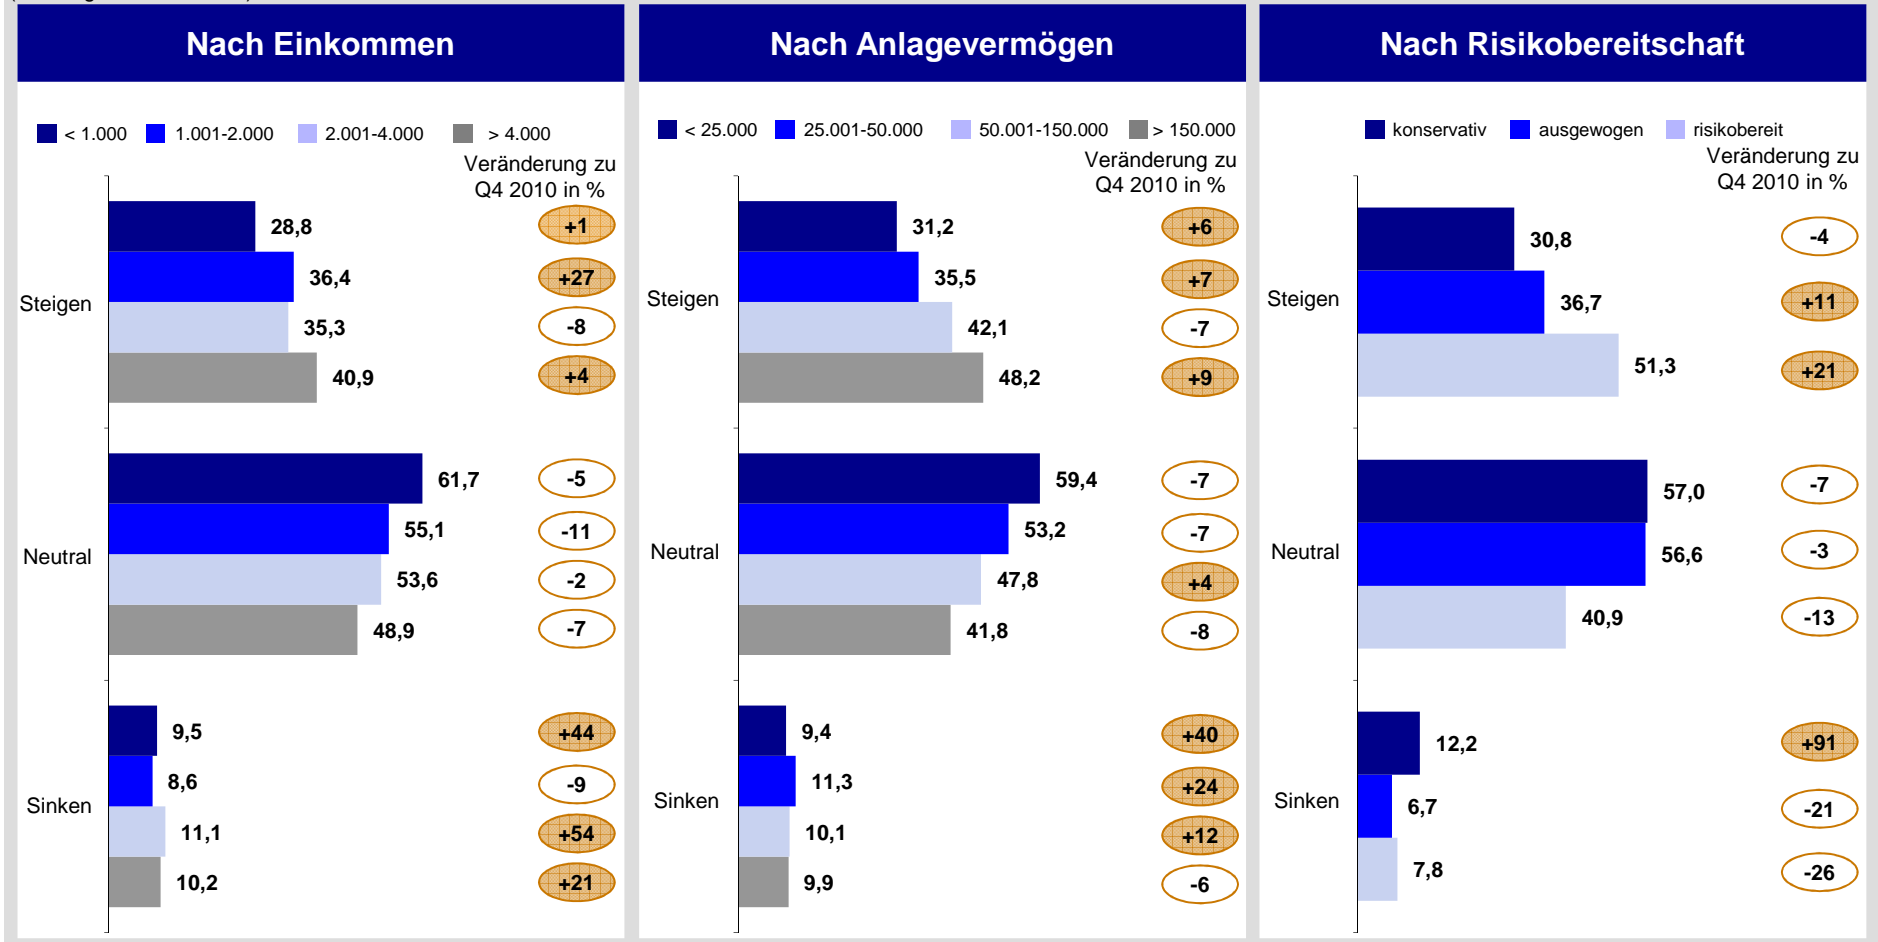 Nach Einkommen
< 1.000 1.001-2.000 2.001-4.000 > 4.000
Veränderung zu
Q4 2010 in %
Steigen
28,8 +1
36,4 +27
35,3 -8
40,9 +4
Neutral
61,7 -5
55,1 -11
53,6 -2
48,9 -7
Sinken
9,5 +44
8,6 -9
11,1 +54
10,2 +21
Nach Anlagevermögen
< 25.000 25.001-50.000 50.001-150.000 > 150.000
Veränderung zu
Q4 2010 in %
Steigen
31,2 +6
35,5 +7
42,1 -7
48,2 +9
Neutral
59,4 -7
53,2 -7
47,8 +4
41,8 -8
Sinken
9,4 +40
11,3 +24
10,1 +12
9,9 -6
Nach Risikobereitschaft
konservativ ausgewogen risikobereit
Veränderung zu
Q4 2010 in %
Steigen
30,8 -4
36,7 +11
51,3 +21
Neutral
57,0 -7
56,6 -3
40,9 -13
Sinken
12,2 +91
6,7 -21
7,8 -26